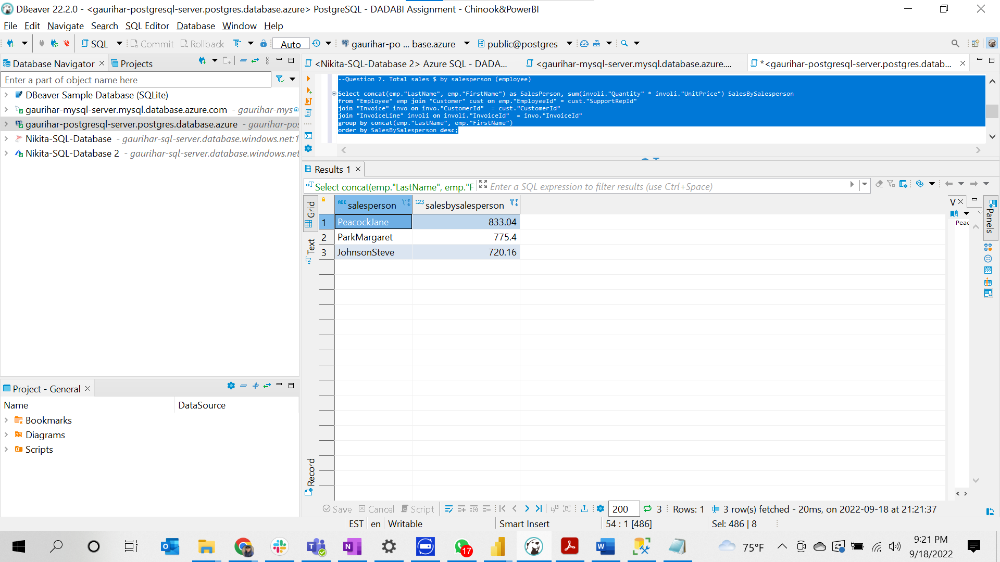 DBeaver 22.2.0 - <gaurihar-postgresql-server.postgres.database.azure> PostgreSQL - DADABI Assignment - Chinook&PowerBI
File Edit Navigate Search SQL Editor Database Window Help
SQL Commit Rollback Auto gaurihar-po ... base.azure public@postgres
Database Navigator Projects
Enter a part of object name here
DBeaver Sample Database (SQLite)
gaurihar-mysql-server.mysql.database.azure.com - gaurihar-mys
gaurihar-postgresql-server.postgres.database.azure - gaurihar-pos
Nikita-SQL-Database - gaurihar-sql-server.database.windows.net:1
Nikita-SQL-Database 2 - gaurihar-sql-server.database.windows.net
<Nikita-SQL-Database 2> Azure SQL - DADA... <gaurihar-mysql-server.mysql.database.azure.... *<gaurihar-postgresql-server.postgres.datab...
--Question 7. Total sales $ by salesperson (employee)
Select concat(emp."LastName", emp."FirstName") as SalesPerson, sum(involi."Quantity" * involi."UnitPrice") SalesBySalesperson
from "Employee" emp join "Customer" cust on emp."EmployeeId" = cust."SupportRepId"
join "Invoice" invo on invo."CustomerId"  = cust."CustomerId"
join "InvoiceLine" involi on involi."InvoiceId"  = invo."InvoiceId"
group by concat(emp."LastName", emp."FirstName")
order by SalesBySalesperson desc;
Results 1
Select concat(emp."LastName", emp."F Enter a SQL expression to filter results (use Ctrl+Space)
Grid
Text
Record
ABC salesperson 123 salesbysalesperson
1 PeacockJane 833.04
2 ParkMargaret 775.4
3 JohnsonSteve 720.16
V
Peac
Panels
Project - General
Name DataSource
Bookmarks
Diagrams
Scripts
Save Cancel Script 200 3 Rows: 1 3 row(s) fetched - 20ms, on 2022-09-18 at 21:21:37
EST en Writable Smart Insert 54 : 1 [486] Sel: 486 | 8
17
75°F
9:21 PM
9/18/2022